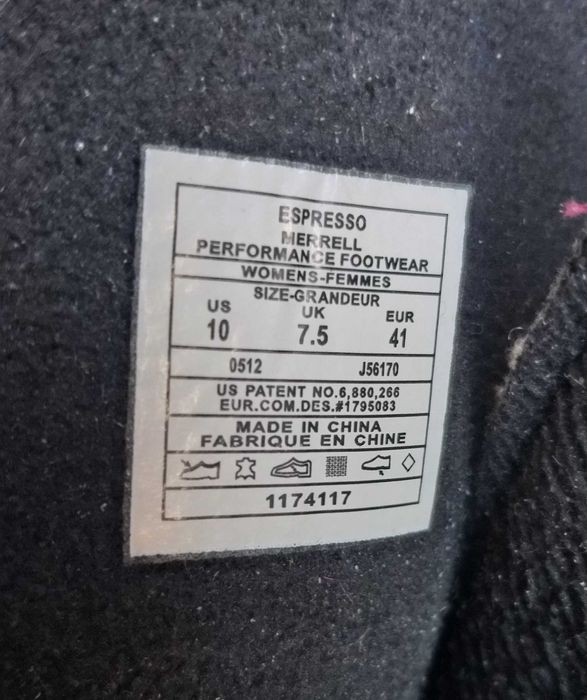 ESPRESSO
MERRELL
PERFORMANCE FOOTWEAR
WOMENS-FEMMES
SIZE-GRANDEUR
US UK EUR
10 7.5 41
0512 J56170
US PATENT NO.6,880,266
EUR.COM.DES.#1795083
MADE IN CHINA
FABRIQUE EN CHINE
1174117